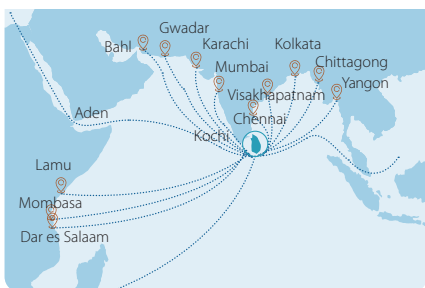 Gwadar
Bahl
Karachi
Kolkata
Mumbai
Chittagong
Visakhapatnam
Yangon
Aden
Chennai
Kochi
Lamu
Mombasa
Dar es Salaam